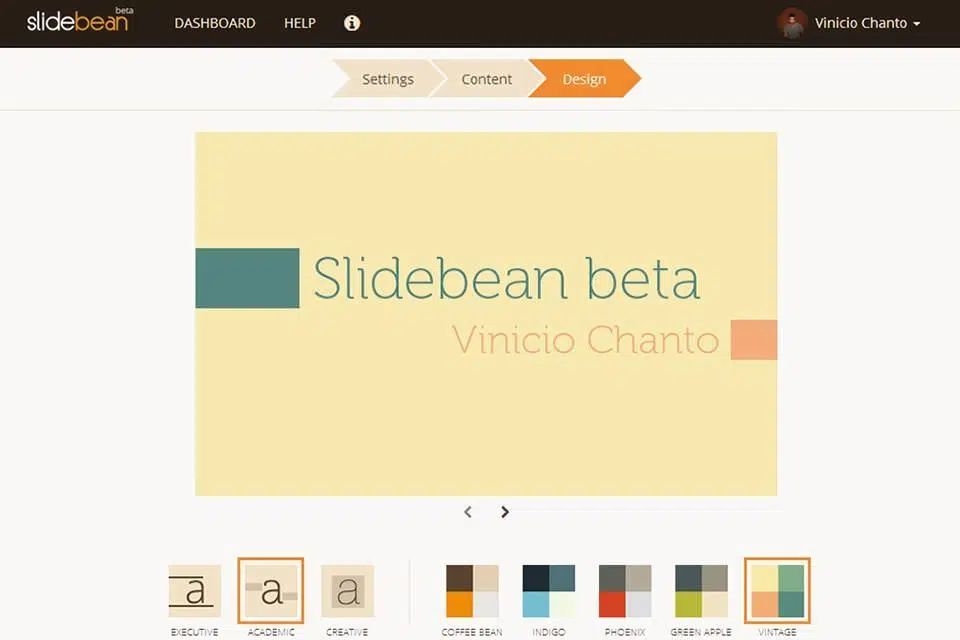 slidebean beta DASHBOARD HELP i Vinicio Chanto
Settings Content Design
Slidebean beta
Vinicio Chanto
a a a
EXECUTIVE ACADEMIC CREATIVE COFFEE BEAN INDIGO PHOENIX GREEN APPLE VINTAGE